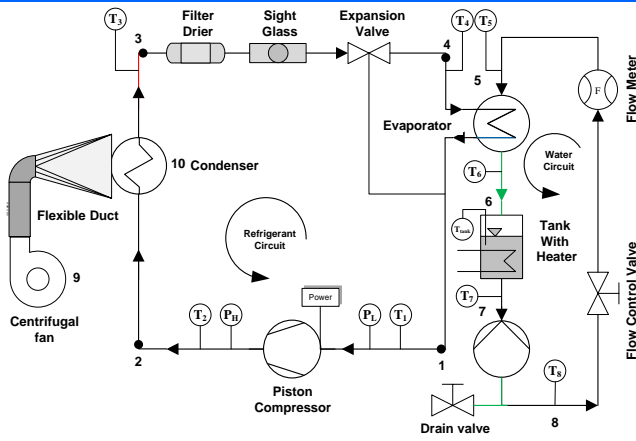 T3
3
Filter
Drier
Sight
Glass
Expansion
Valve
4
T4
T5
5
F
Flow Meter
Evaporator
10 Condenser
Water
Circuit
T6
6
Flexible Duct
Refrigerant
Circuit
Ttank
Tank
With
Heater
Flow Control Valve
9
Centrifugal
fan
T7
7
Power
T2
PH
PL
T1
2
1
Piston
Compressor
T8
8
Drain valve